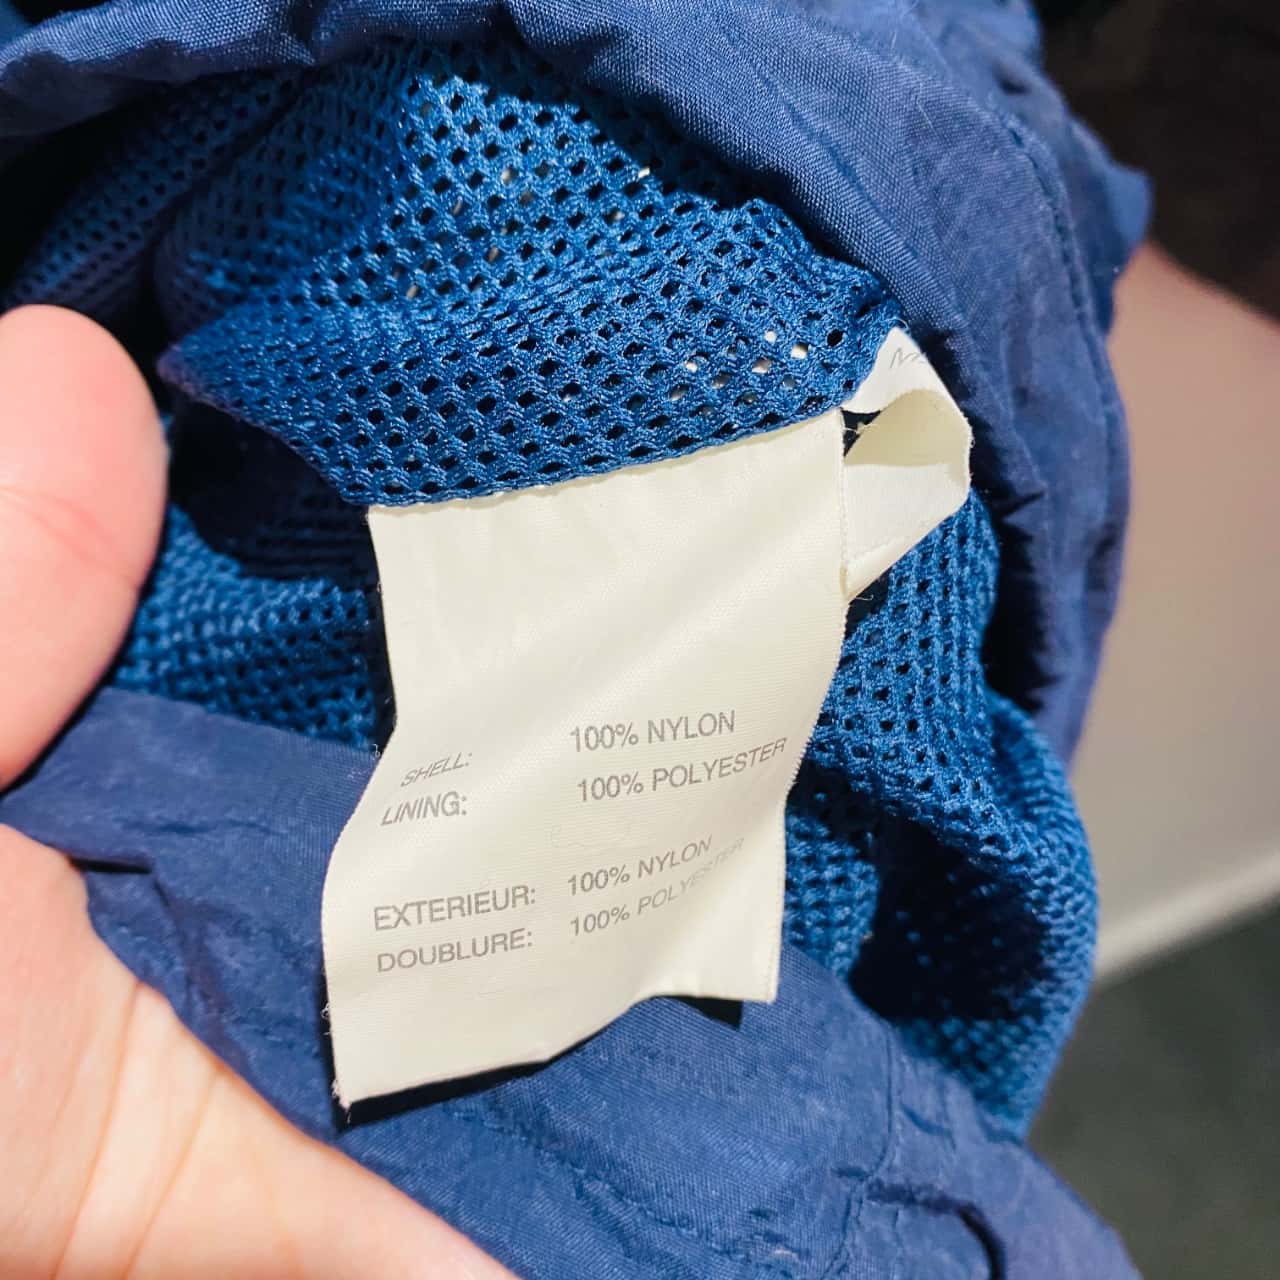 SHELL: 100% NYLON
LINING: 100% POLYESTER
EXTERIEUR: 100% NYLON
DOUBLURE: 100% POLYESTER